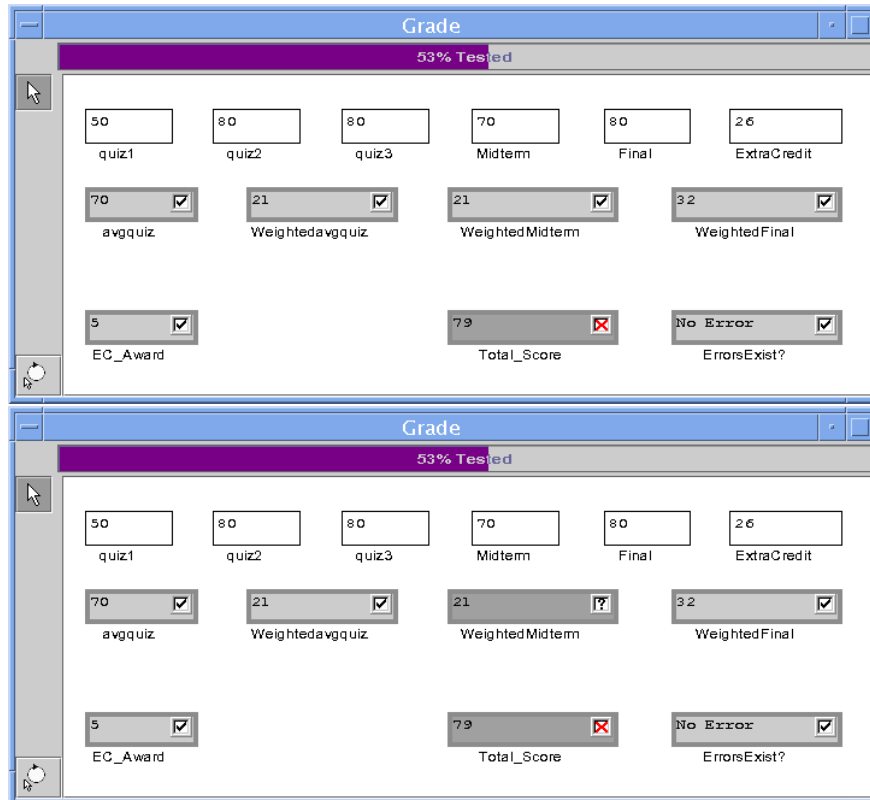 Grade
53% Tested
50 80 80 70 80 26
quiz1 quiz2 quiz3 Midterm Final ExtraCredit
70 21 21 32
avgquiz Weightedavgquiz WeightedMidterm WeightedFinal
5 79 No Error
EC_Award Total_Score ErrorsExist?
Grade
53% Tested
50 80 80 70 80 26
quiz1 quiz2 quiz3 Midterm Final ExtraCredit
70 21 21 ? 32
avgquiz Weightedavgquiz WeightedMidterm WeightedFinal
5 79 No Error
EC_Award Total_Score ErrorsExist?